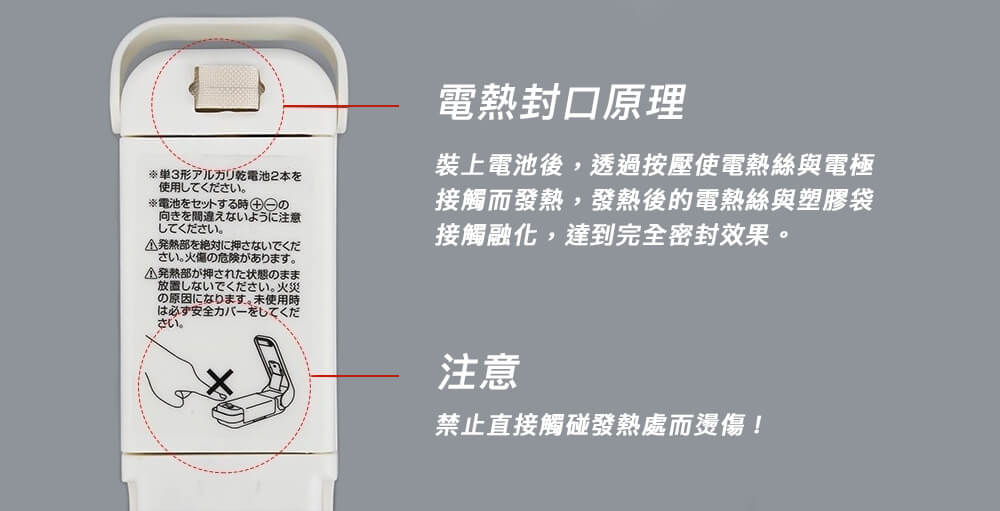 電熱封口原理
裝上電池後，透過按壓使電熱絲與電極
接觸而發熱，發熱後的電熱絲與塑膠袋
接觸融化，達到完全密封效果。
※単3形アルカリ乾電池2本を
使用してください。
※電池をセットする時⊕⊖の
向きを間違えないように注意
してください。
⚠発熱部を絶対に押さないでくだ
さい。火傷の危険があります。
⚠発熱部が押された状態のまま
放置しないでください。火災
の原因になります。未使用時
は必ず安全カバーをしてくだ
さい。
注意
禁止直接觸碰發熱處而燙傷！